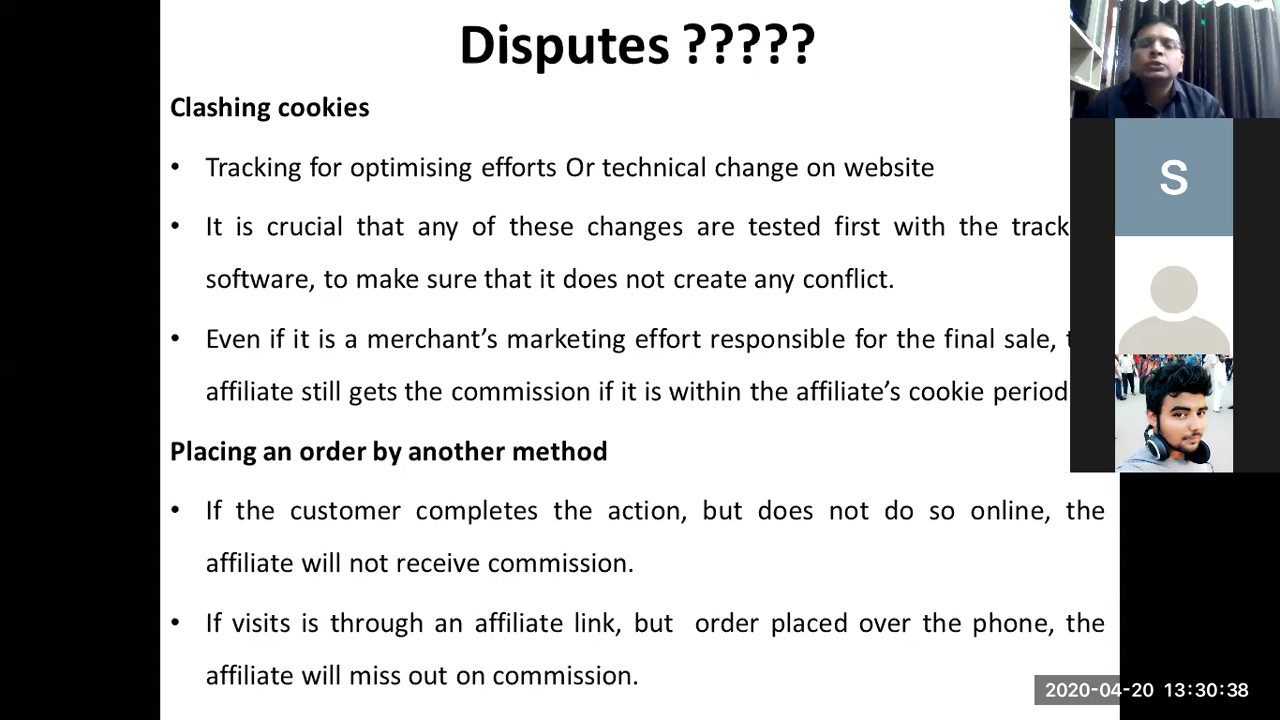 Disputes ?????
Clashing cookies
• Tracking for optimising efforts Or technical change on website
• It is crucial that any of these changes are tested first with the track
software, to make sure that it does not create any conflict.
• Even if it is a merchant’s marketing effort responsible for the final sale,
affiliate still gets the commission if it is within the affiliate’s cookie period
Placing an order by another method
• If the customer completes the action, but does not do so online, the
affiliate will not receive commission.
• If visits is through an affiliate link, but order placed over the phone, the
affiliate will miss out on commission.
S
2020-04-20 13:30:38